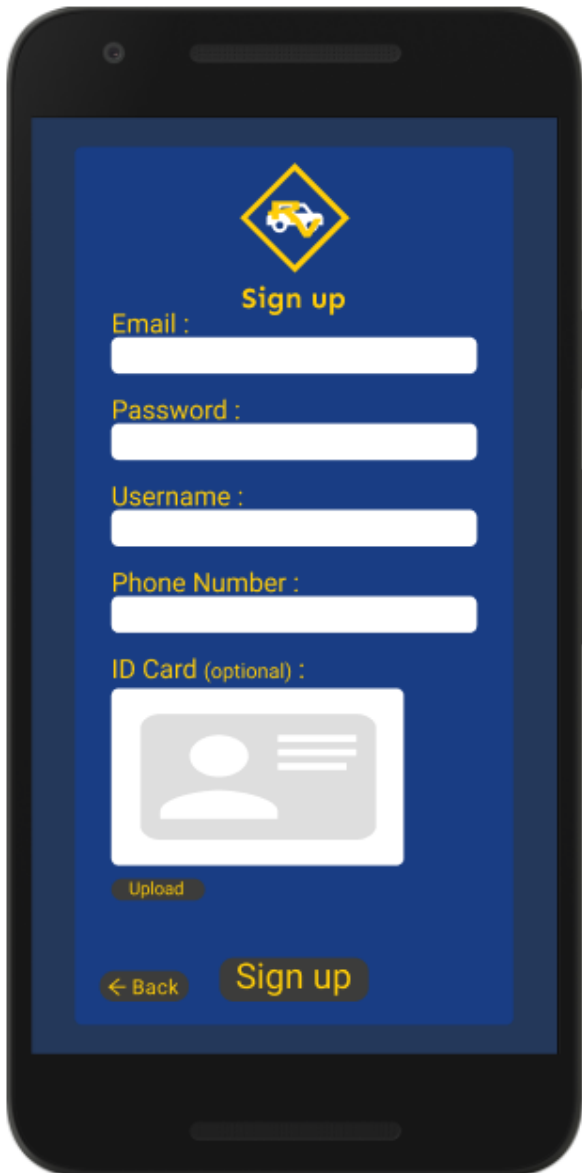 Sign up
Email :
Password :
Username :
Phone Number :
ID Card (optional) :
Upload
← Back
Sign up